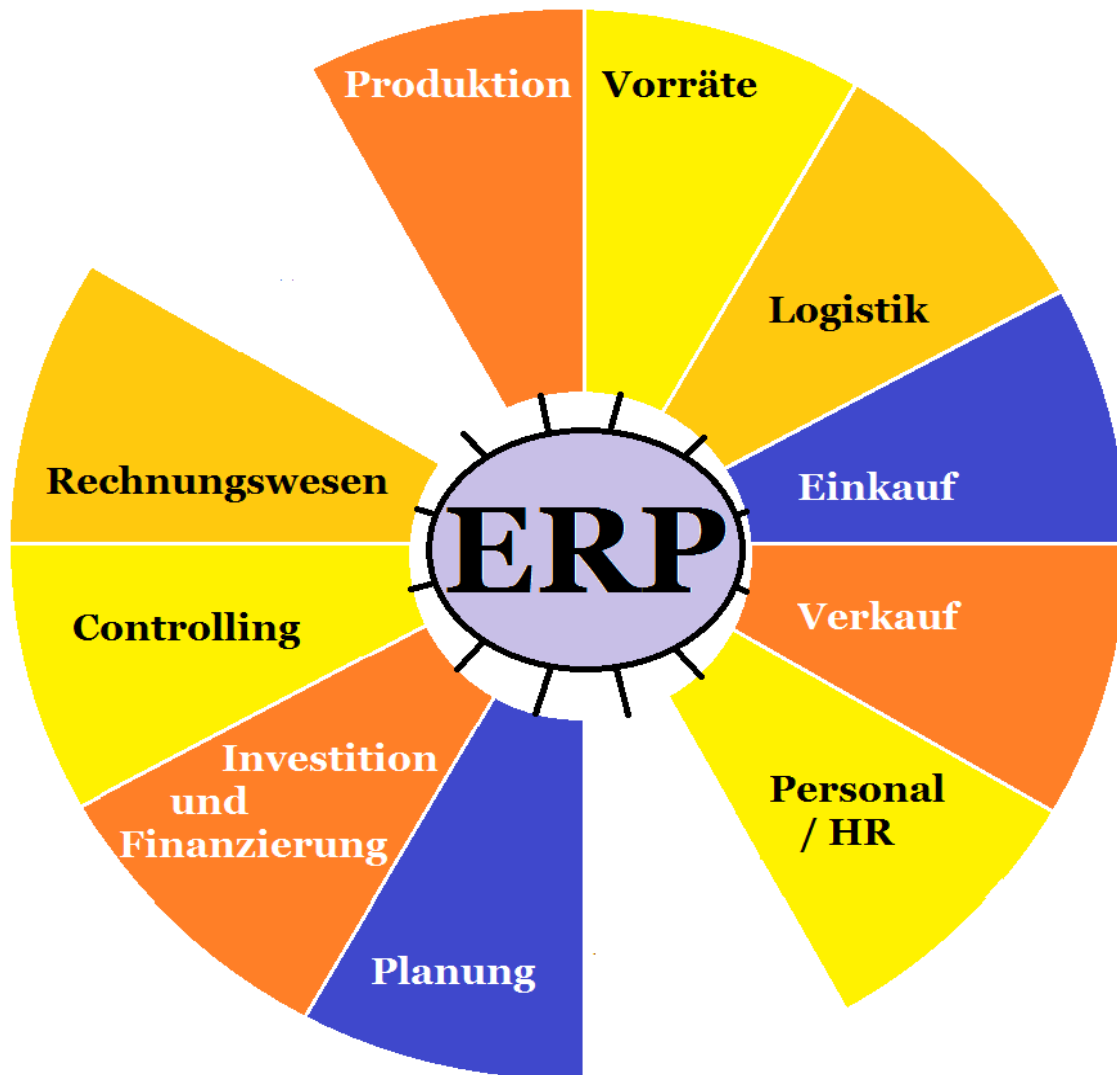 Produktion
Vorräte
Logistik
Einkauf
Verkauf
Personal
/ HR
Planung
Investition
und
Finanzierung
Controlling
Rechnungswesen
ERP